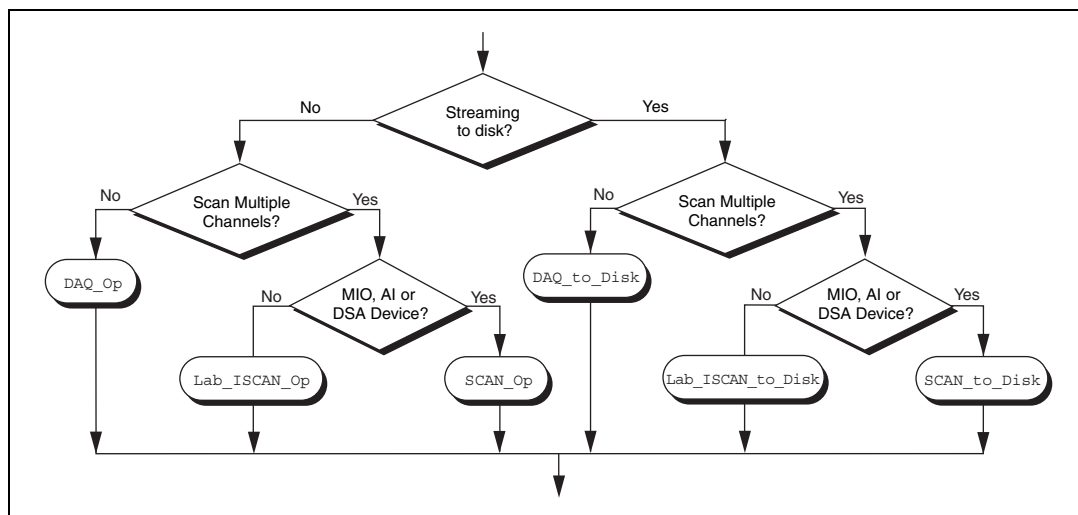 Streaming
to disk?
No
Yes
Scan Multiple
Channels?
No
Yes
Scan Multiple
Channels?
No
Yes
DAQ_Op
MIO, AI or
DSA Device?
No
Yes
DAQ_to_Disk
MIO, AI or
DSA Device?
No
Yes
Lab_ISCAN_Op
SCAN_Op
Lab_ISCAN_to_Disk
SCAN_to_Disk